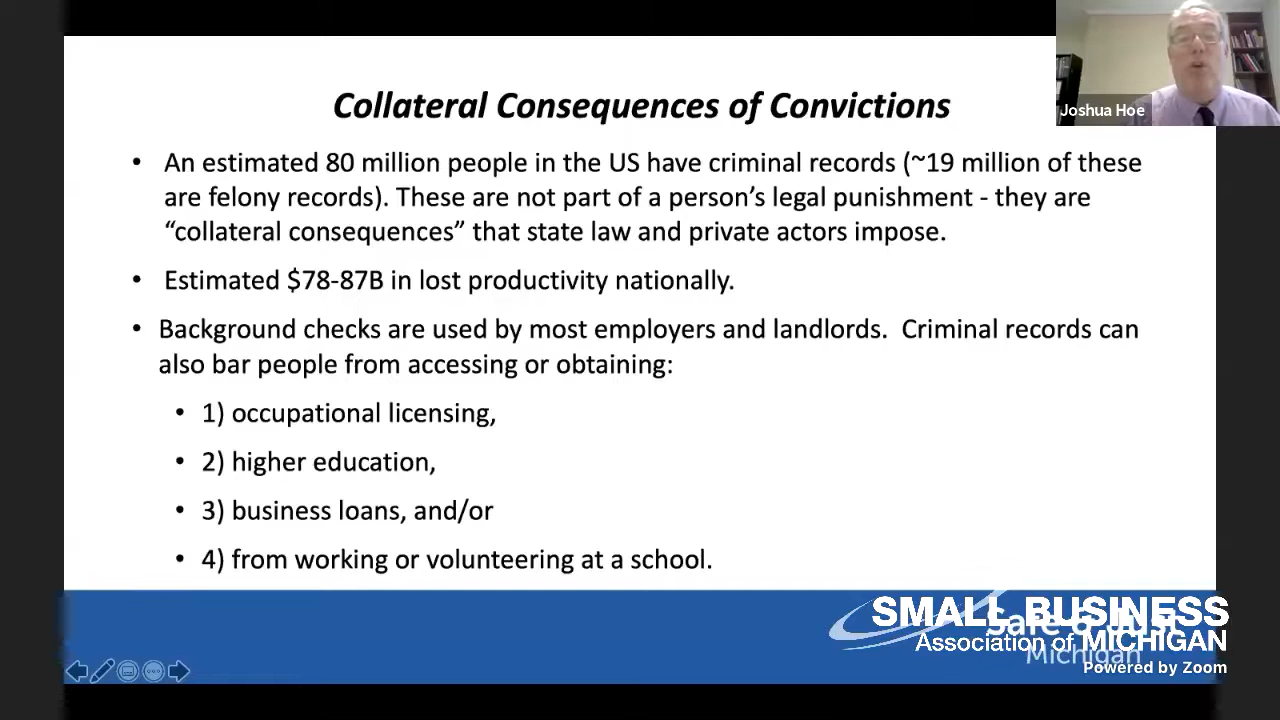 Collateral Consequences of Convictions
Joshua Hoe
• An estimated 80 million people in the US have criminal records (~19 million of these
are felony records). These are not part of a person’s legal punishment - they are
“collateral consequences” that state law and private actors impose.
• Estimated $78-87B in lost productivity nationally.
• Background checks are used by most employers and landlords.  Criminal records can
also bar people from accessing or obtaining:
• 1) occupational licensing,
• 2) higher education,
• 3) business loans, and/or
• 4) from working or volunteering at a school.
SMALL BUSINESS
Safe & Just
Association of MICHIGAN
Michigan
Powered by Zoom